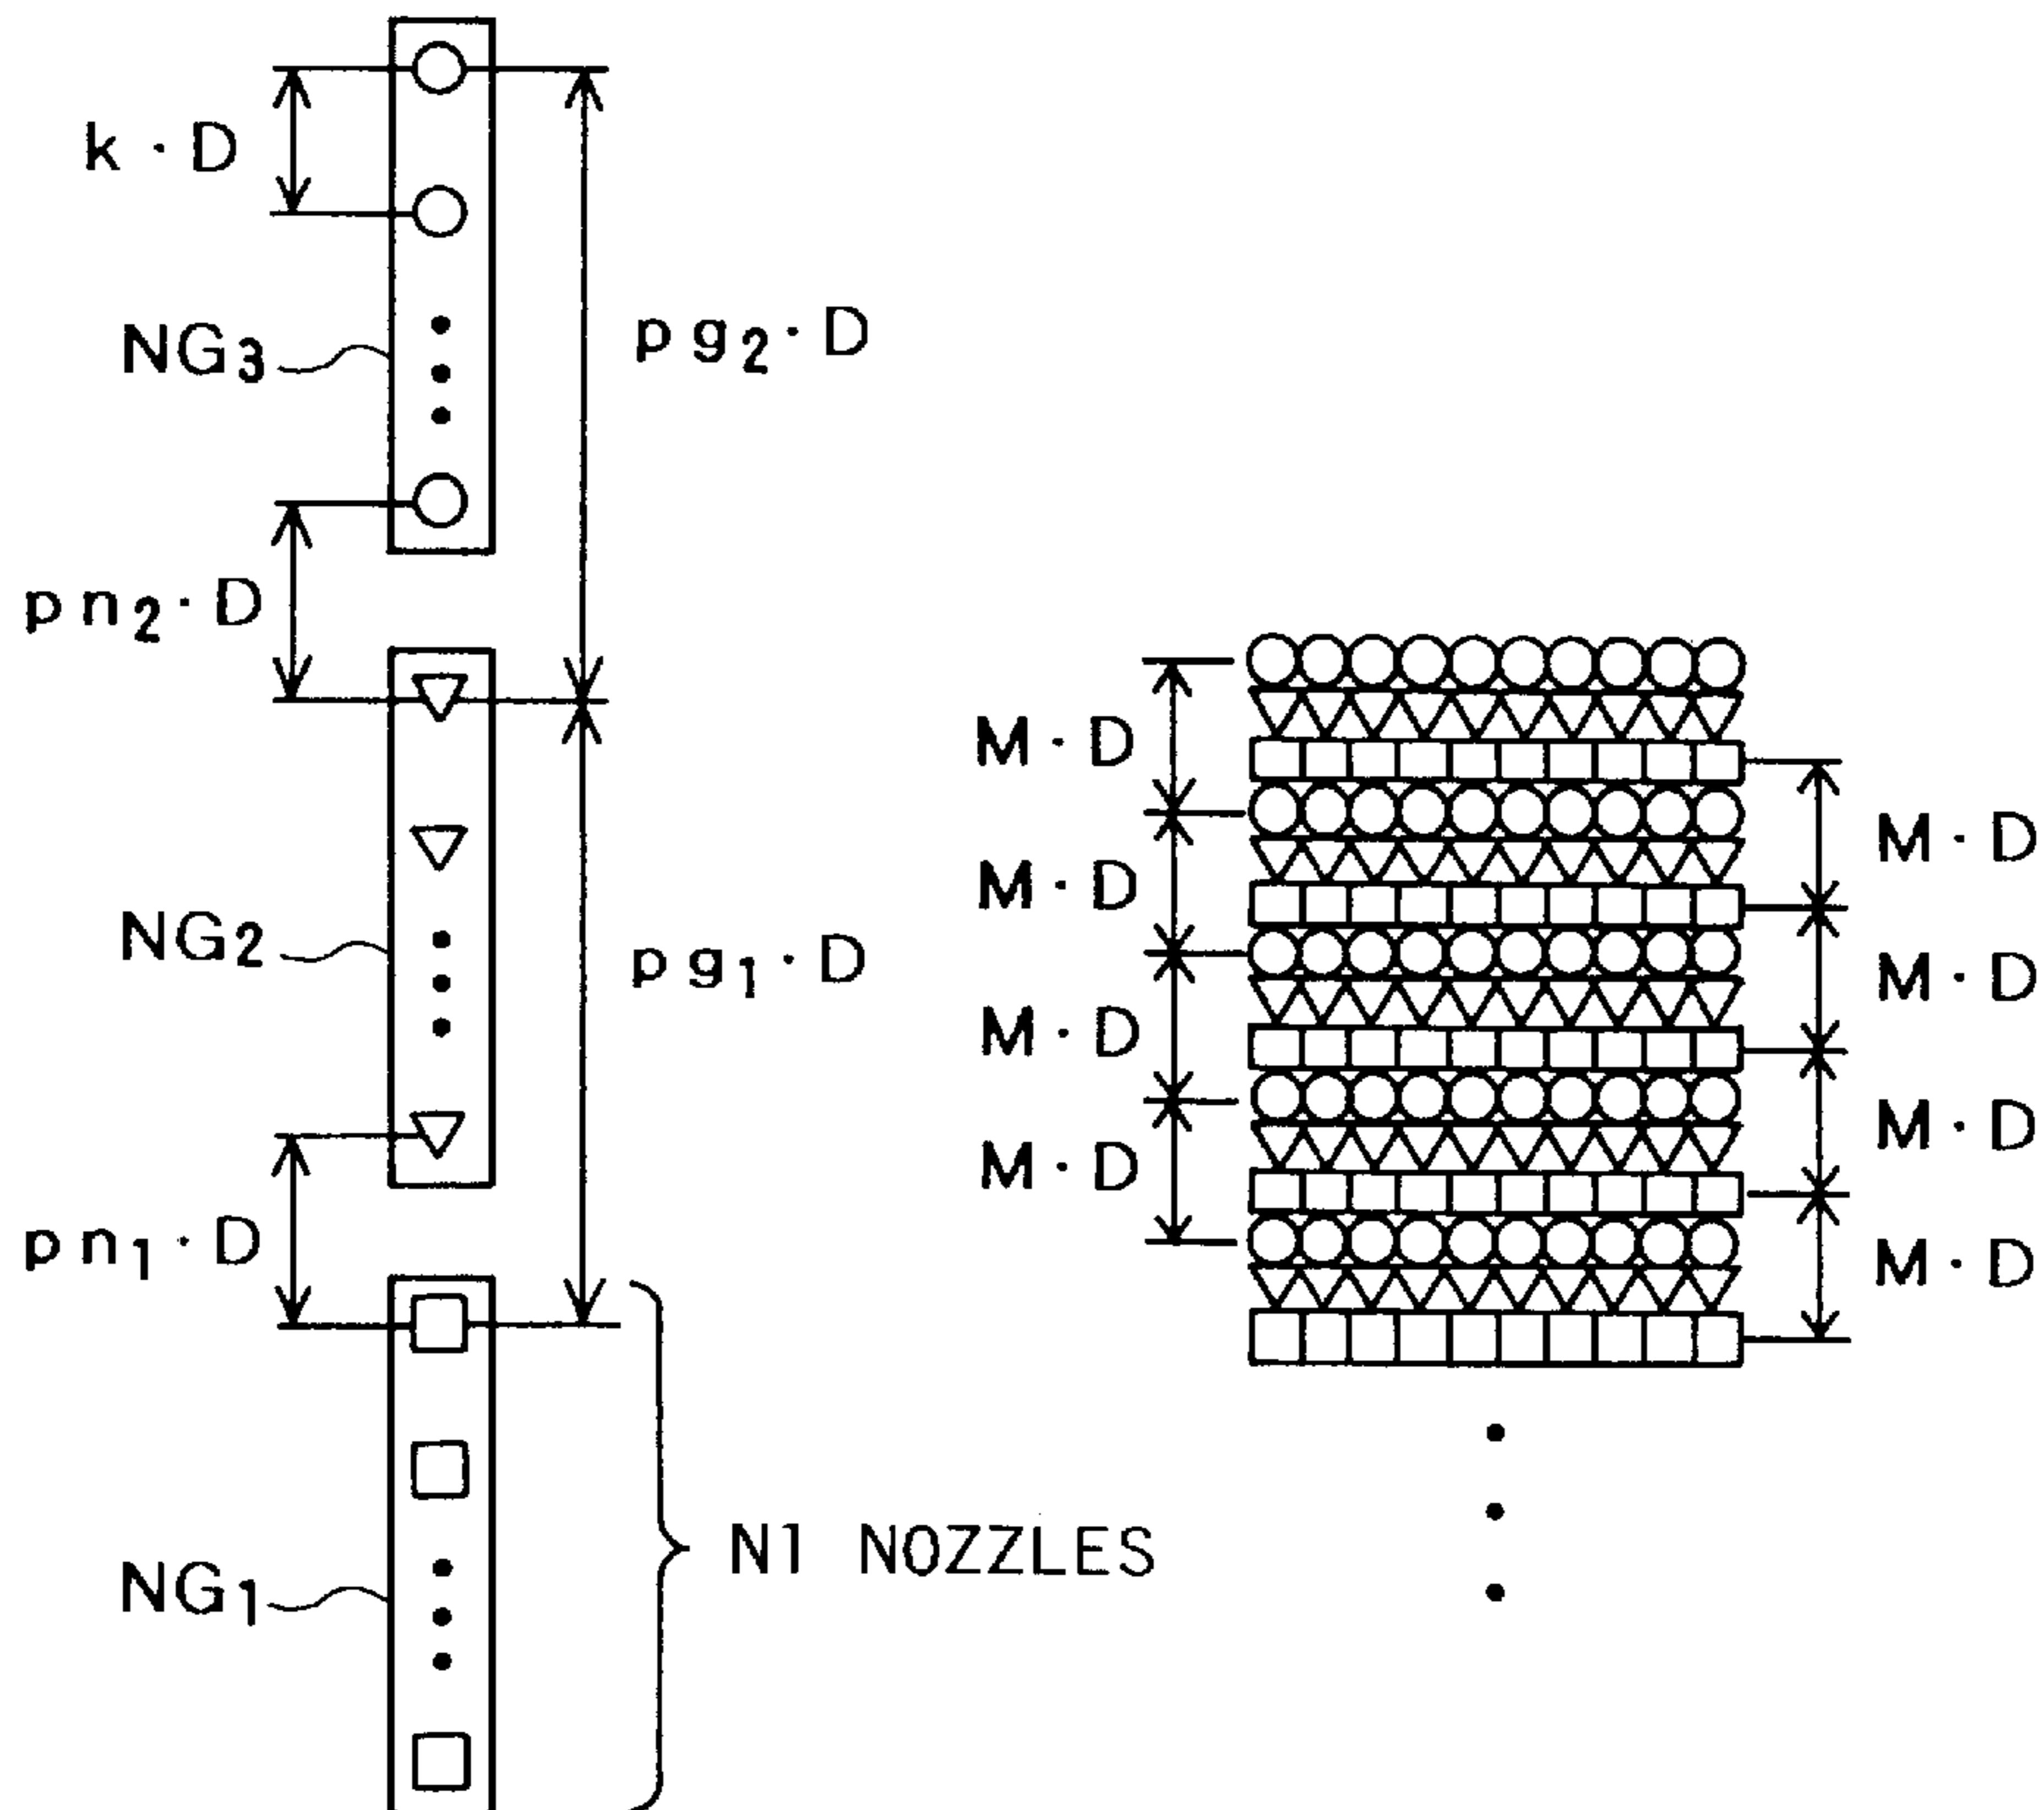 k · D
NG3
pg2 · D
pn2 · D
NG2
pg1 · D
pn1 · D
NG1
N1 NOZZLES
M · D
M · D
M · D
M · D
M · D
M · D
M · D
M · D